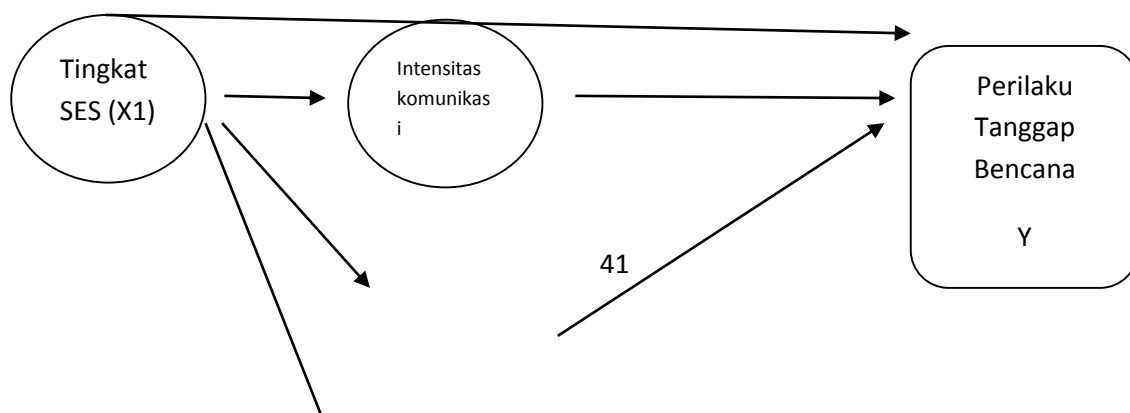 Tingkat
SES (X1)
Intensitas
komunikas
i
Perilaku
Tanggap
Bencana
Y
41